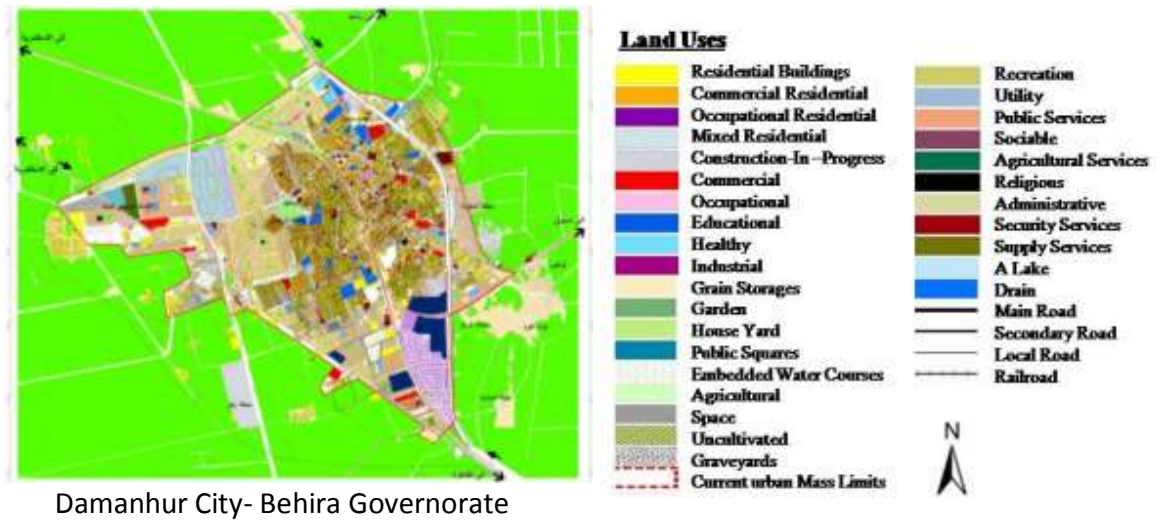 Land Uses
Residential Buildings
Commercial Residential
Occupational Residential
Mixed Residential
Construction-In –Progress
Commercial
Occupational
Educational
Healthy
Industrial
Grain Storages
Garden
House Yard
Public Squares
Embedded Water Courses
Agricultural
Space
Uncultivated
Graveyards
Current urban Mass Limits
Recreation
Utility
Public Services
Sociable
Agricultural Services
Religious
Administrative
Security Services
Supply Services
A Lake
Drain
Main Road
Secondary Road
Local Road
Railroad
N
Damanhur City- Behira Governorate